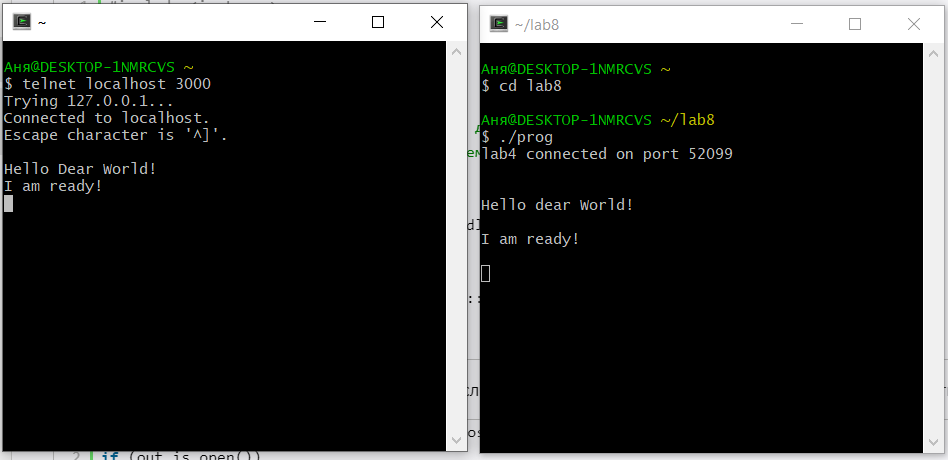 ~
Аня@DESKTOP-1NMRCVS ~
$ telnet localhost 3000
Trying 127.0.0.1...
Connected to localhost.
Escape character is '^]'.
Hello Dear World!
I am ready!
~/lab8
Аня@DESKTOP-1NMRCVS ~
$ cd lab8
Аня@DESKTOP-1NMRCVS ~/lab8
$ ./prog
lab4 connected on port 52099
Hello dear World!
I am ready!
2 if (out.is_open())